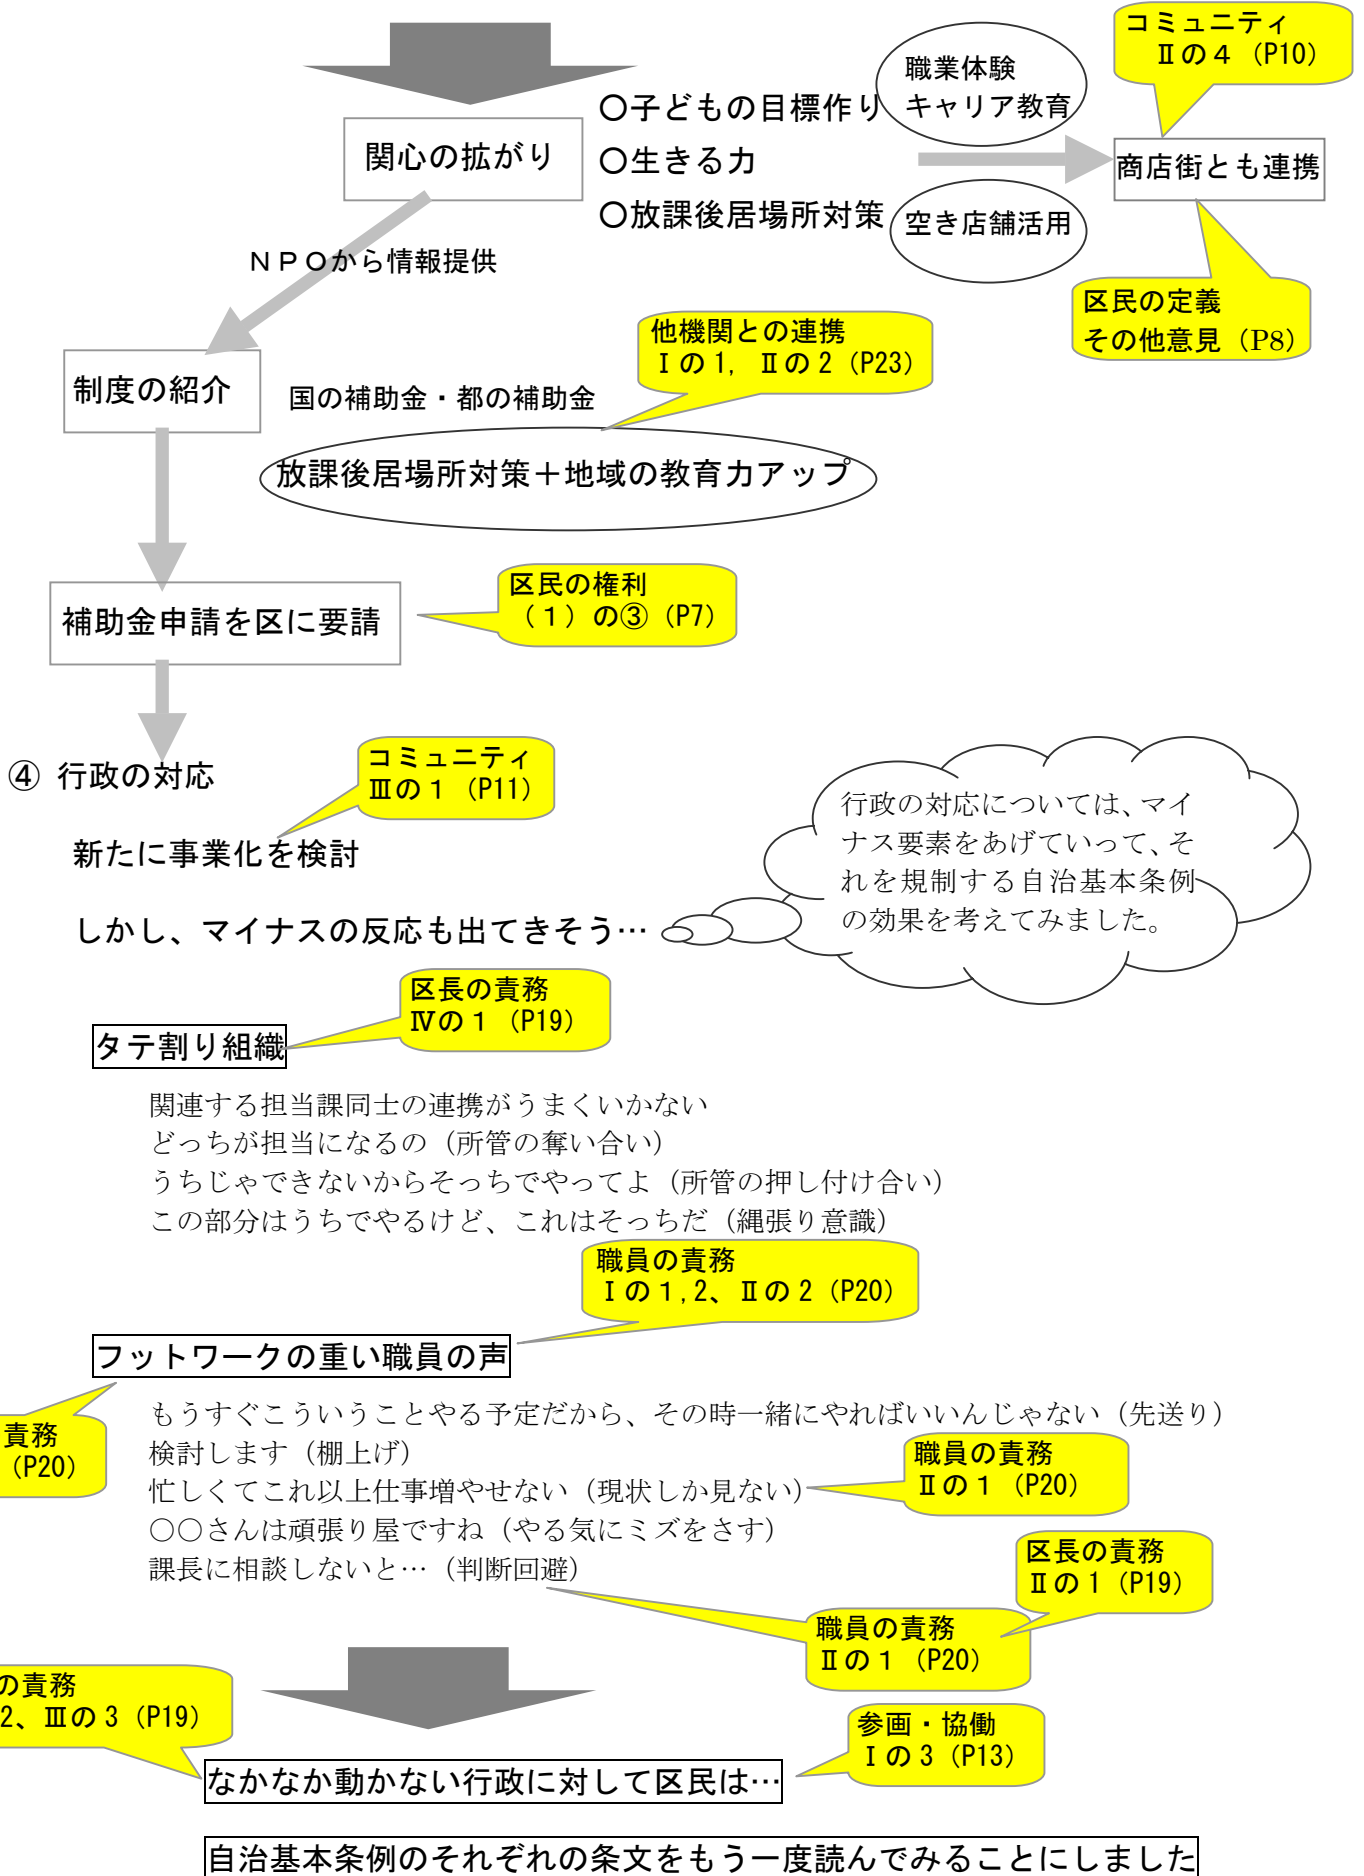 コミュニティ
Ⅱの４（P10）
職業体験
キャリア教育
〇子どもの目標作り
関心の拡がり
〇生きる力
商店街とも連携
〇放課後居場所対策
空き店舗活用
ＮＰＯから情報提供
区民の定義
その他意見（P8）
他機関との連携
Ⅰの1, Ⅱの2（P23）
制度の紹介
国の補助金・都の補助金
放課後居場所対策＋地域の教育力アップ
区民の権利
（１）の③（P7）
補助金申請を区に要請
④ 行政の対応
コミュニティ
Ⅲの１（P11）
新たに事業化を検討
行政の対応については、マイ
ナス要素をあげていって、そ
れを規制する自治基本条例
の効果を考えてみました。
しかし、マイナスの反応も出てきそう…
区長の責務
Ⅳの１（P19）
タテ割り組織
関連する担当課同士の連携がうまくいかない
どっちが担当になるの（所管の奪い合い）
うちじゃできないからそっちでやってよ（所管の押し付け合い）
この部分はうちでやるけど、これはそっちだ（縄張り意識）
職員の責務
Ⅰの１,2、Ⅱの2（P20）
フットワークの重い職員の声
責務
（P20）
もうすぐこういうことやる予定だから、その時一緒にやればいいんじゃない（先送り）
検討します（棚上げ）
忙しくてこれ以上仕事増やせない（現状しか見ない）
〇〇さんは頑張り屋ですね（やる気にミズをさす）
課長に相談しないと…（判断回避）
職員の責務
Ⅱの１（P20）
区長の責務
Ⅱの1（P19）
職員の責務
Ⅱの１（P20）
の責務
2、Ⅲの3（P19）
参画・協働
Ⅰの3（P13）
なかなか動かない行政に対して区民は…
自治基本条例のそれぞれの条文をもう一度読んでみることにしました